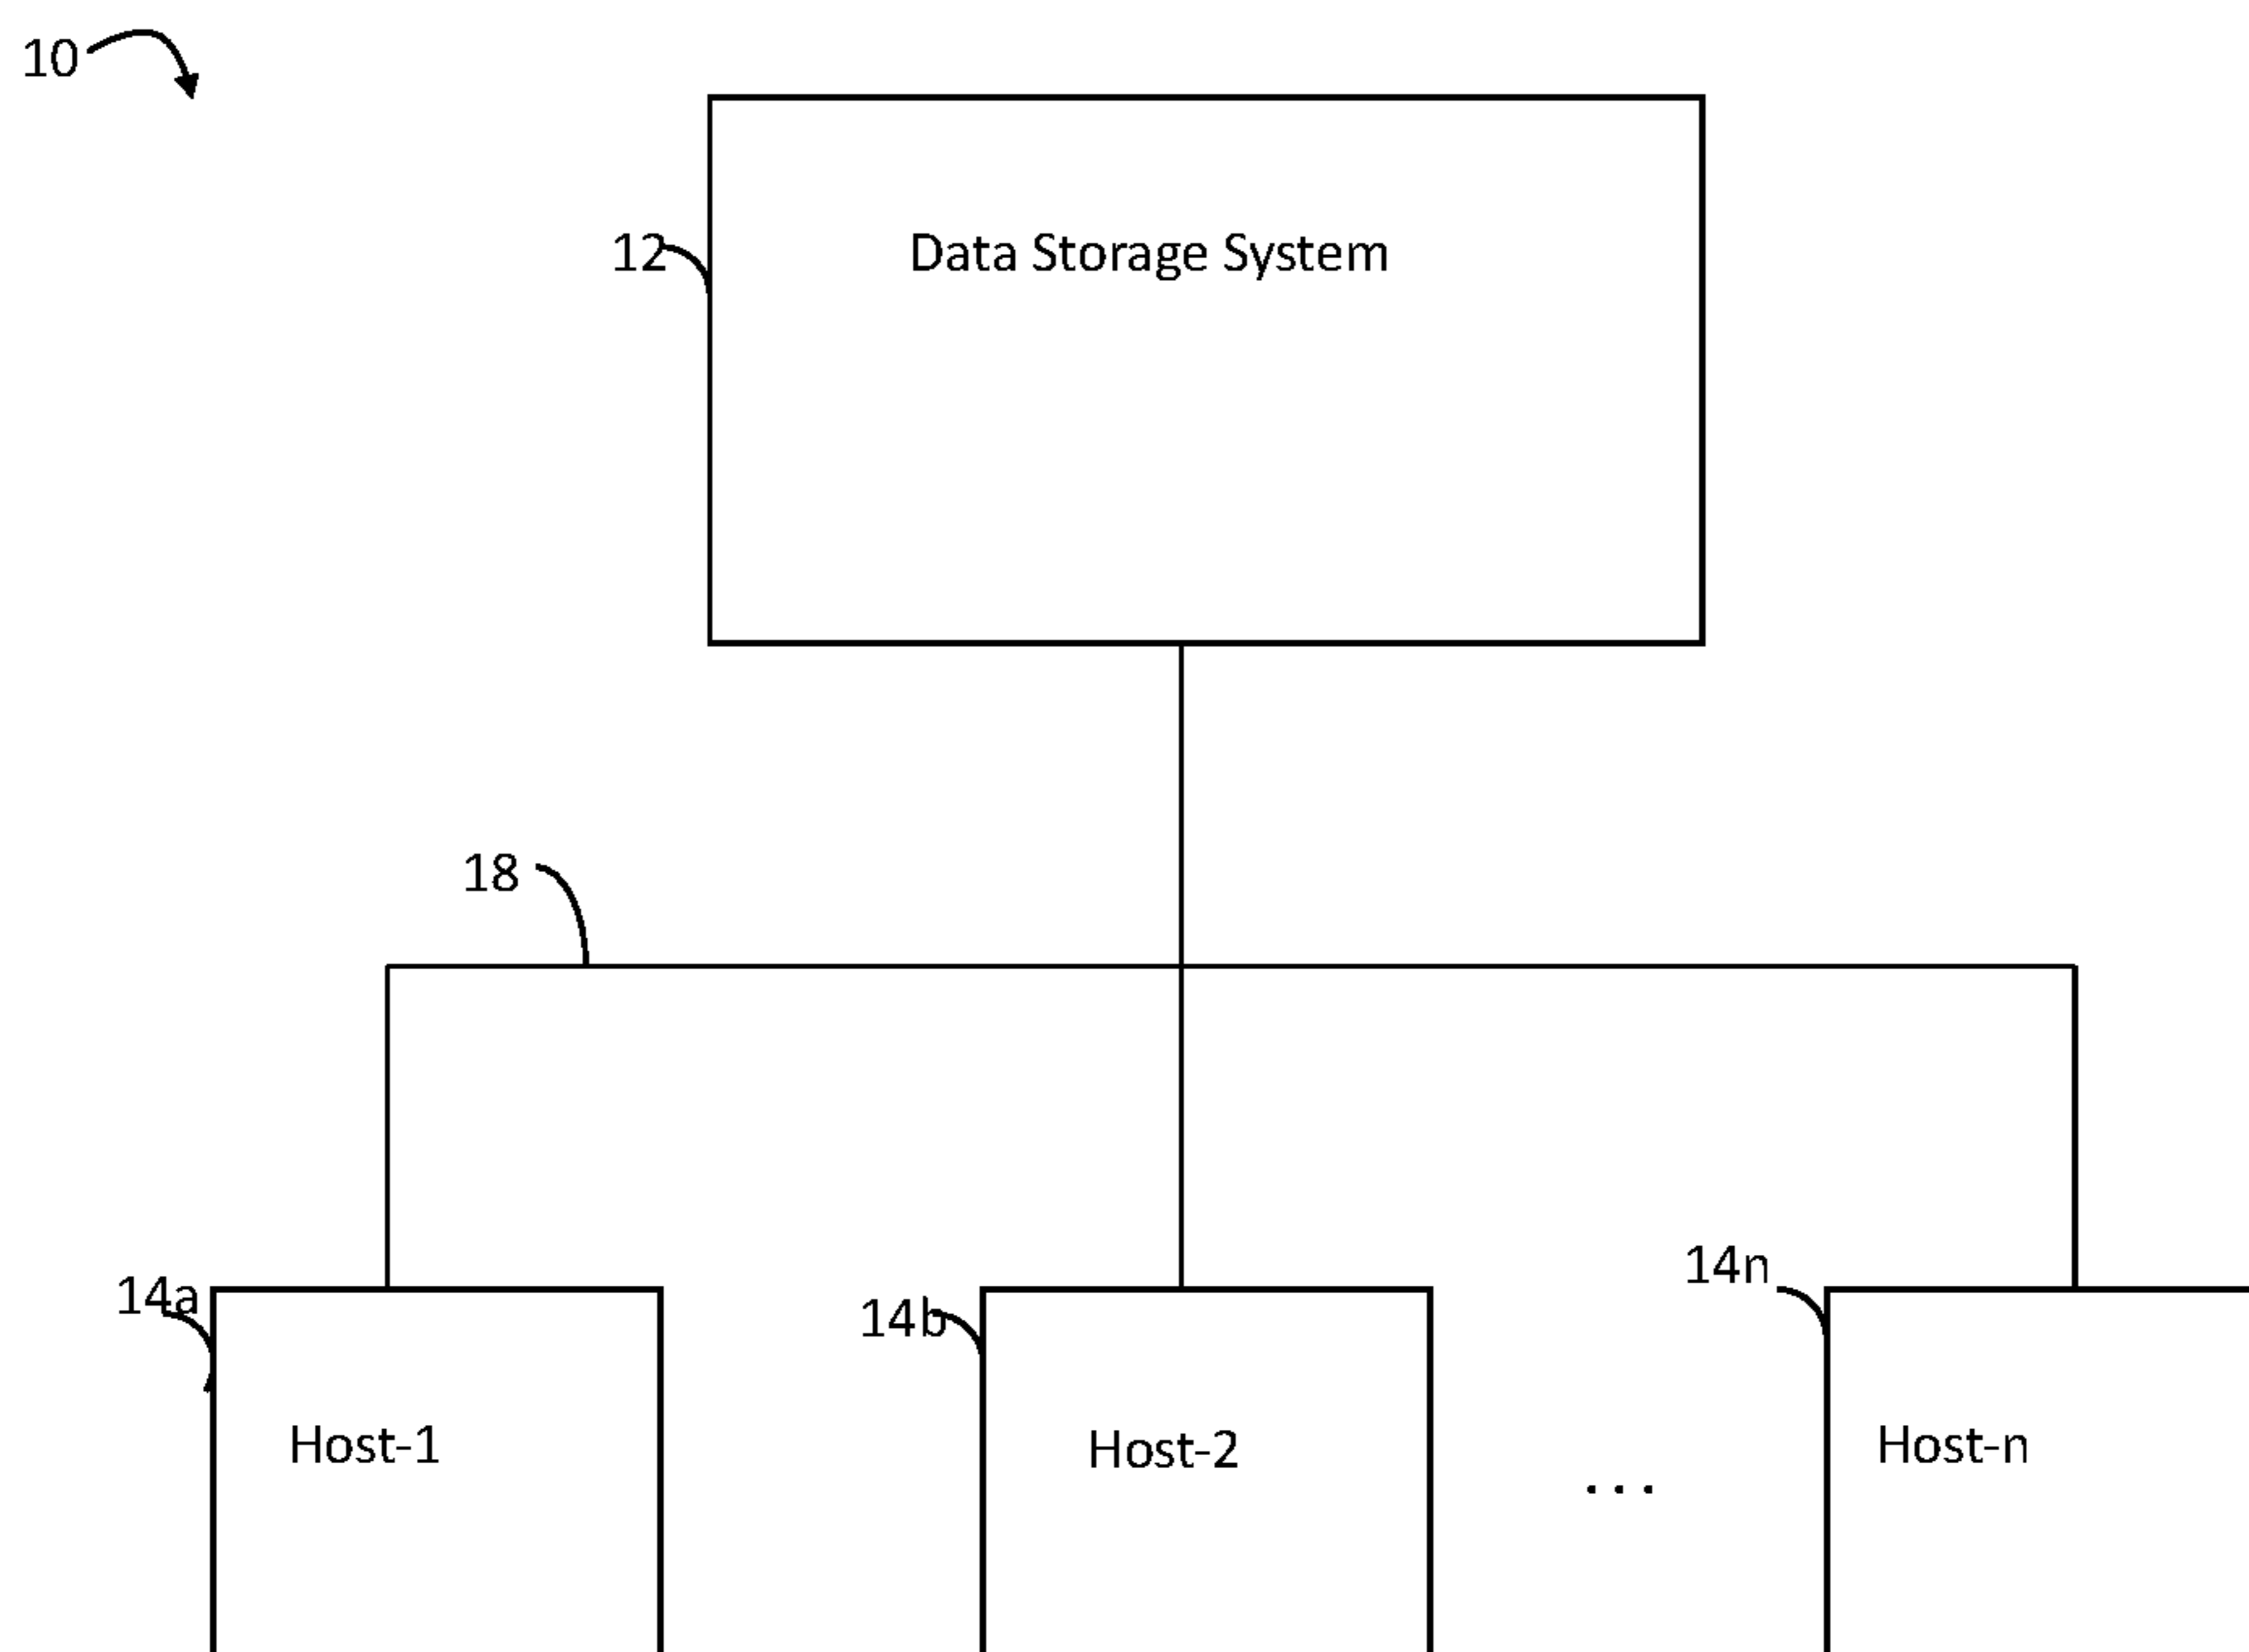 10
12
Data Storage System
18
14a
14b
14n
Host-1
Host-2
...
Host-n